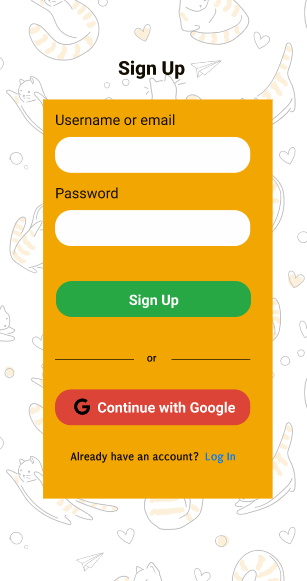 Sign Up
Username or email
Password
Sign Up
or
Continue with Google
Already have an account? Log In